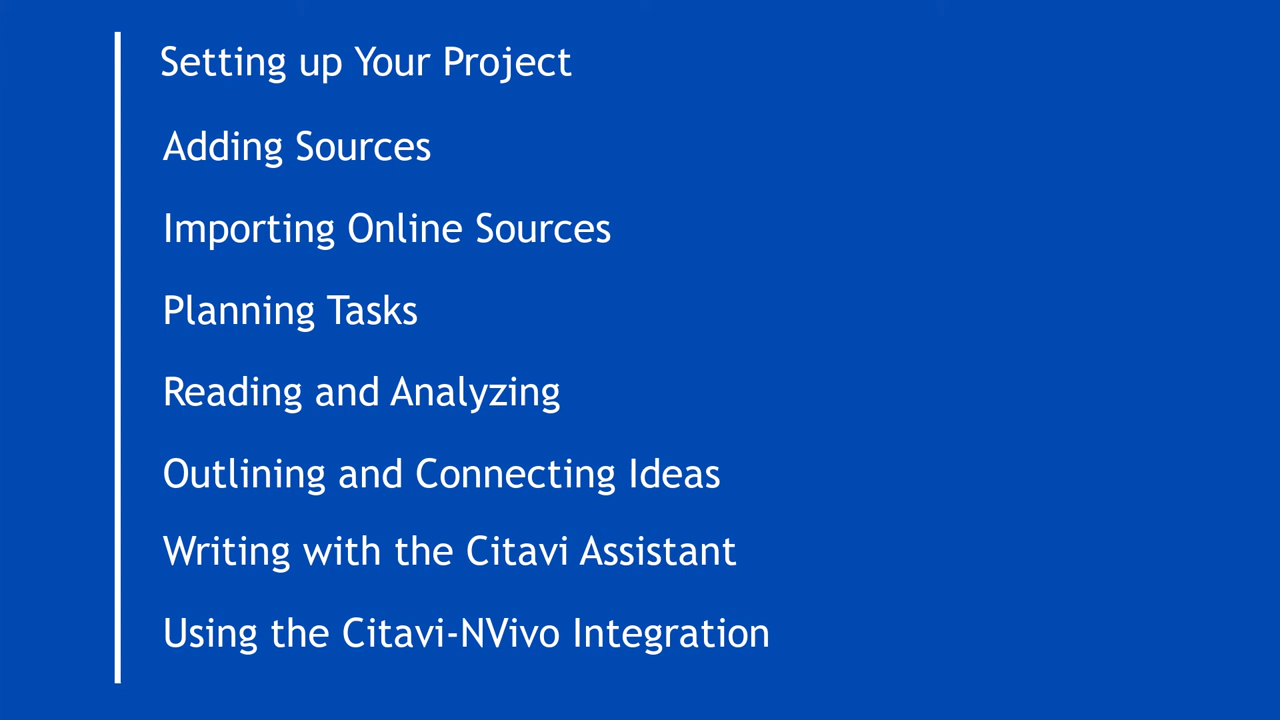 Setting up Your Project
Adding Sources
Importing Online Sources
Planning Tasks
Reading and Analyzing
Outlining and Connecting Ideas
Writing with the Citavi Assistant
Using the Citavi-NVivo Integration